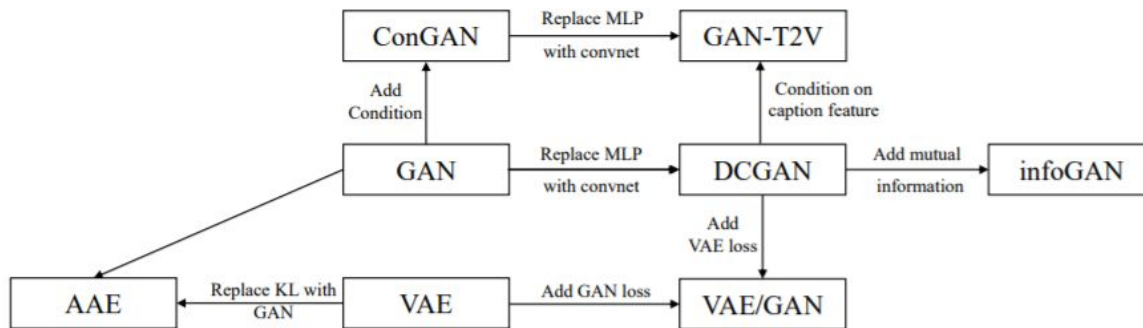 ConGAN
Replace MLP
with convnet
GAN-T2V
Add
Condition
Condition on
caption feature
GAN
Replace MLP
with convnet
DCGAN
Add mutual
information
infoGAN
Add
VAE loss
AAE
Replace KL with
GAN
VAE
Add GAN loss
VAE/GAN